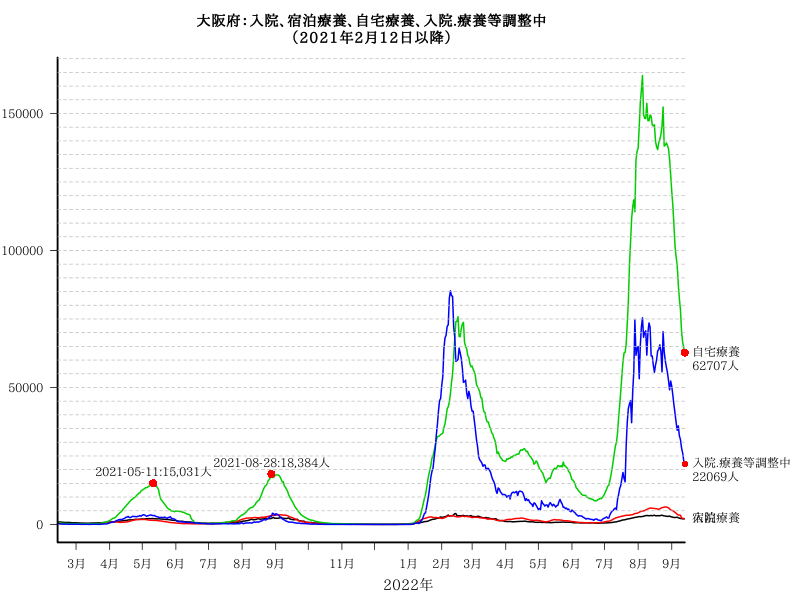 大阪府：入院、宿泊療養、自宅療養、入院.療養等調整中
（2021年2月12日以降）
150000
100000
50000
0
2021-05-11:15,031人
2021-08-28:18,384人
自宅療養
62707人
入院.療養等調整中
22069人
療養
3月 4月 5月 6月 7月 8月 9月 11月 1月 2月 3月 4月 5月 6月 7月 8月 9月
2022年